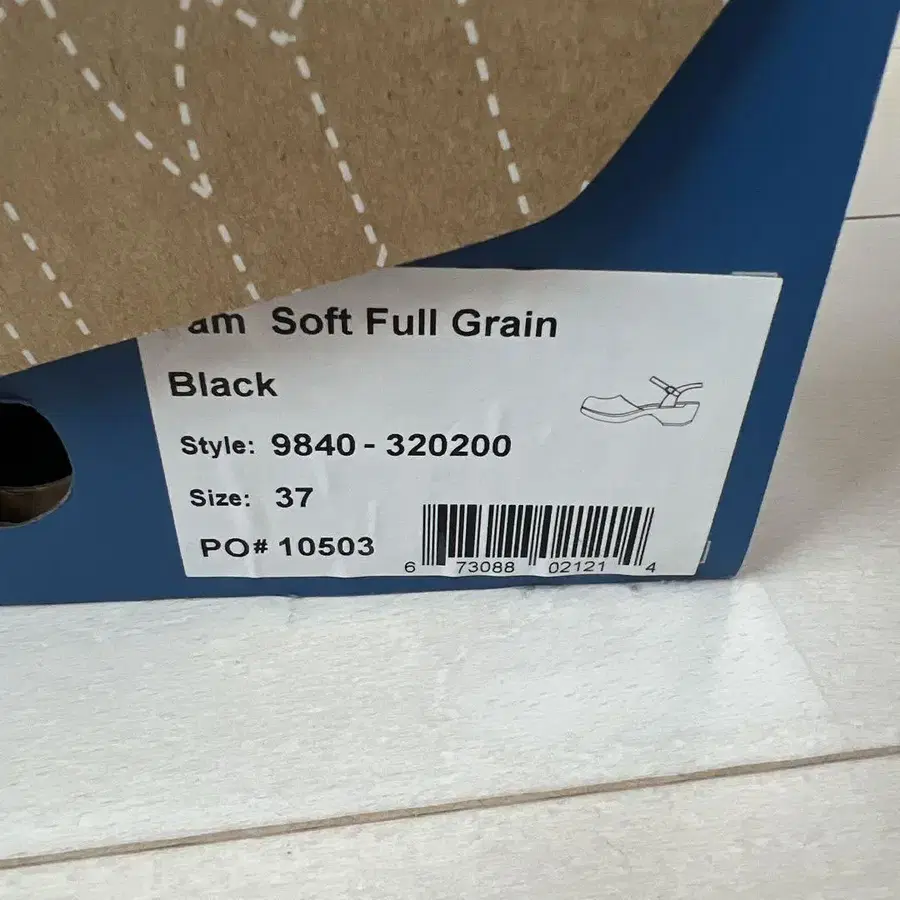 Soft Full Grain
Black
Style: 9840 - 320200
Size: 37
PO# 10503
6 73088 02121 4